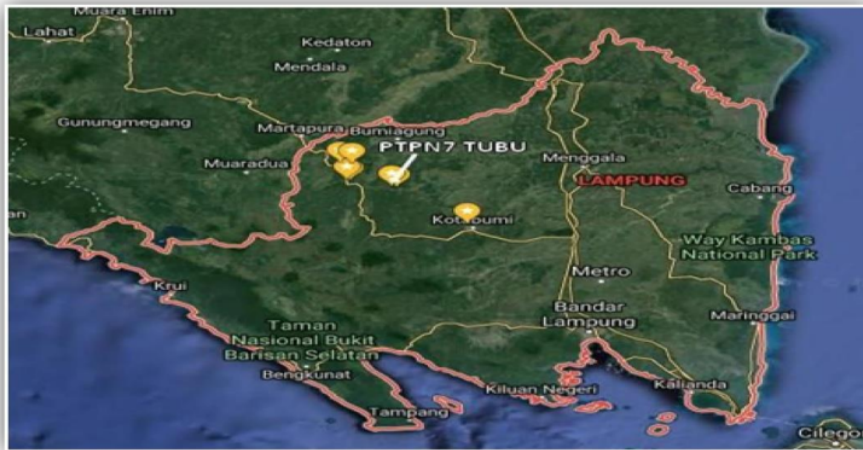 Muara Enim
Lahat
Kedaton
Mendala
Gunungmegang
Martapura
Bumiagung
PTPN7 TUBU
Muaradua
Menggala
LAMPUNG
Cabang
Kotabumi
Way Kambas
National Park
Krui
Metro
Bandar
Lampung
Maringgai
Taman
Nasional Bukit
Barisan Selatan
Bengkunat
Kiluan Negeri
Kalianda
Tampang
Cilego